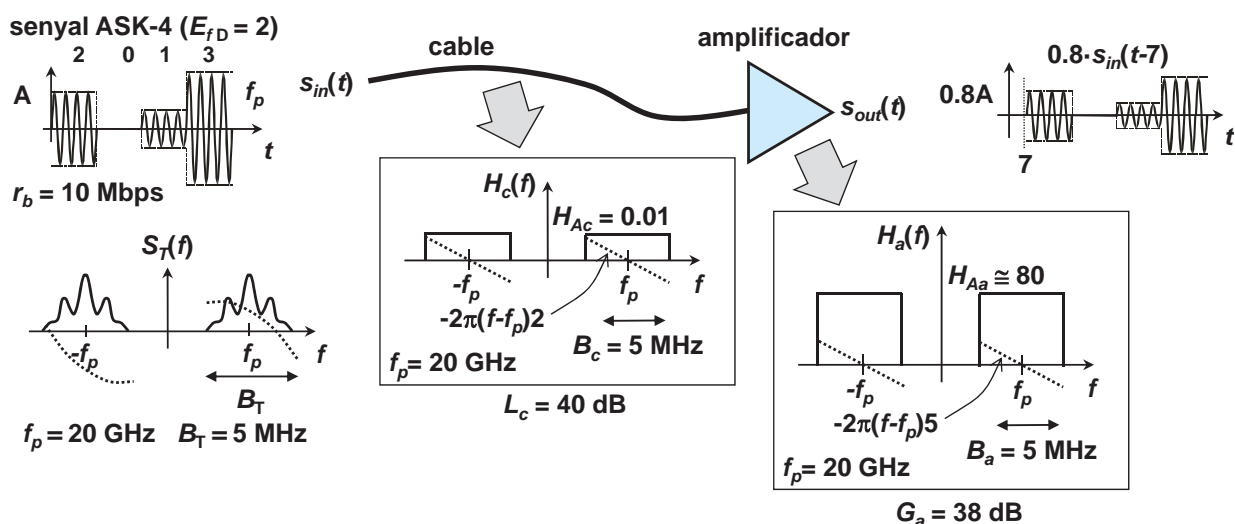 senyal ASK-4 (E_fD = 2)
2 0 1 3
A
f_p
t
r_b = 10 Mbps
cable
s_in(t)
amplificador
s_out(t)
0.8·s_in(t-7)
0.8A
7
t
S_T(f)
-f_p
f_p
f
B_T
f_p = 20 GHz B_T = 5 MHz
H_c(f)
H_Ac = 0.01
-f_p
f_p
f
-2π(f-f_p)2
B_c = 5 MHz
f_p = 20 GHz
L_c = 40 dB
H_a(f)
H_Aa ≅ 80
-f_p
f_p
f
-2π(f-f_p)5
B_a = 5 MHz
f_p = 20 GHz
G_a = 38 dB